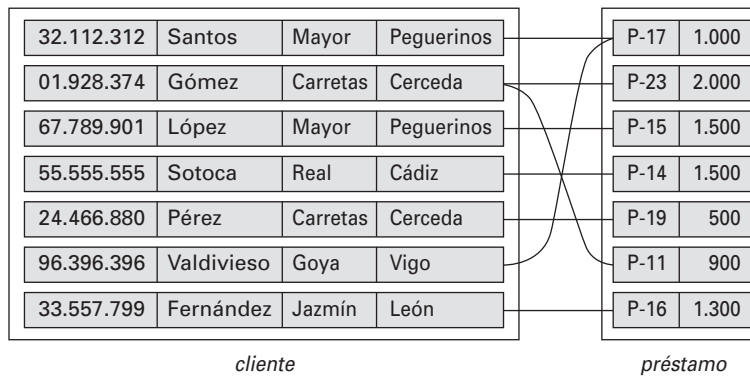 32.112.312 Santos Mayor Peguerinos P-17 1.000
01.928.374 Gómez Carretas Cerceda P-23 2.000
67.789.901 López Mayor Peguerinos P-15 1.500
55.555.555 Sotoca Real Cádiz P-14 1.500
24.466.880 Pérez Carretas Cerceda P-19 500
96.396.396 Valdivieso Goya Vigo P-11 900
33.557.799 Fernández Jazmín León P-16 1.300
cliente préstamo